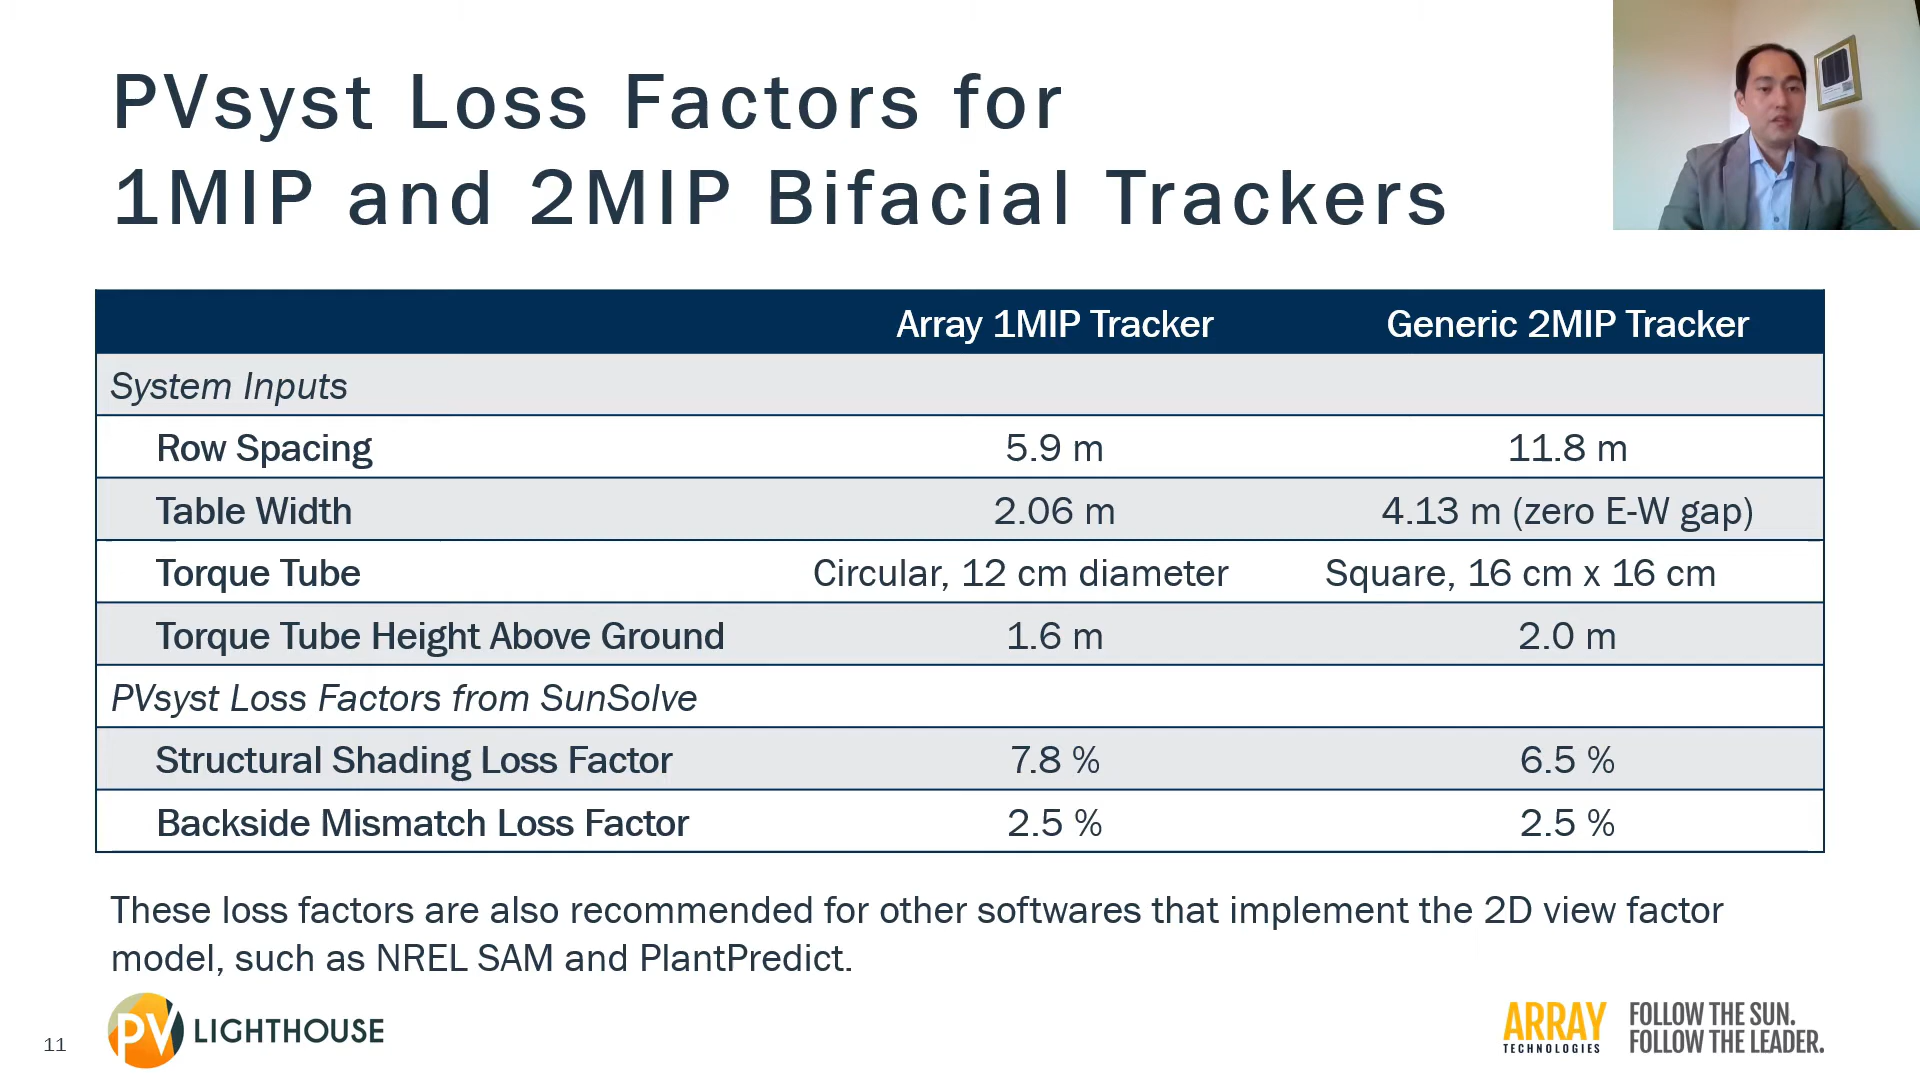 PVsyst Loss Factors for
1MIP and 2MIP Bifacial Trackers
Array 1MIP Tracker Generic 2MIP Tracker
System Inputs
Row Spacing 5.9 m 11.8 m
Table Width 2.06 m 4.13 m (zero E-W gap)
Torque Tube Circular, 12 cm diameter Square, 16 cm x 16 cm
Torque Tube Height Above Ground 1.6 m 2.0 m
PVsyst Loss Factors from SunSolve
Structural Shading Loss Factor 7.8 % 6.5 %
Backside Mismatch Loss Factor 2.5 % 2.5 %
These loss factors are also recommended for other softwares that implement the 2D view factor
model, such as NREL SAM and PlantPredict.
11
PV LIGHTHOUSE
ARRAY
TECHNOLOGIES
FOLLOW THE SUN.
FOLLOW THE LEADER.